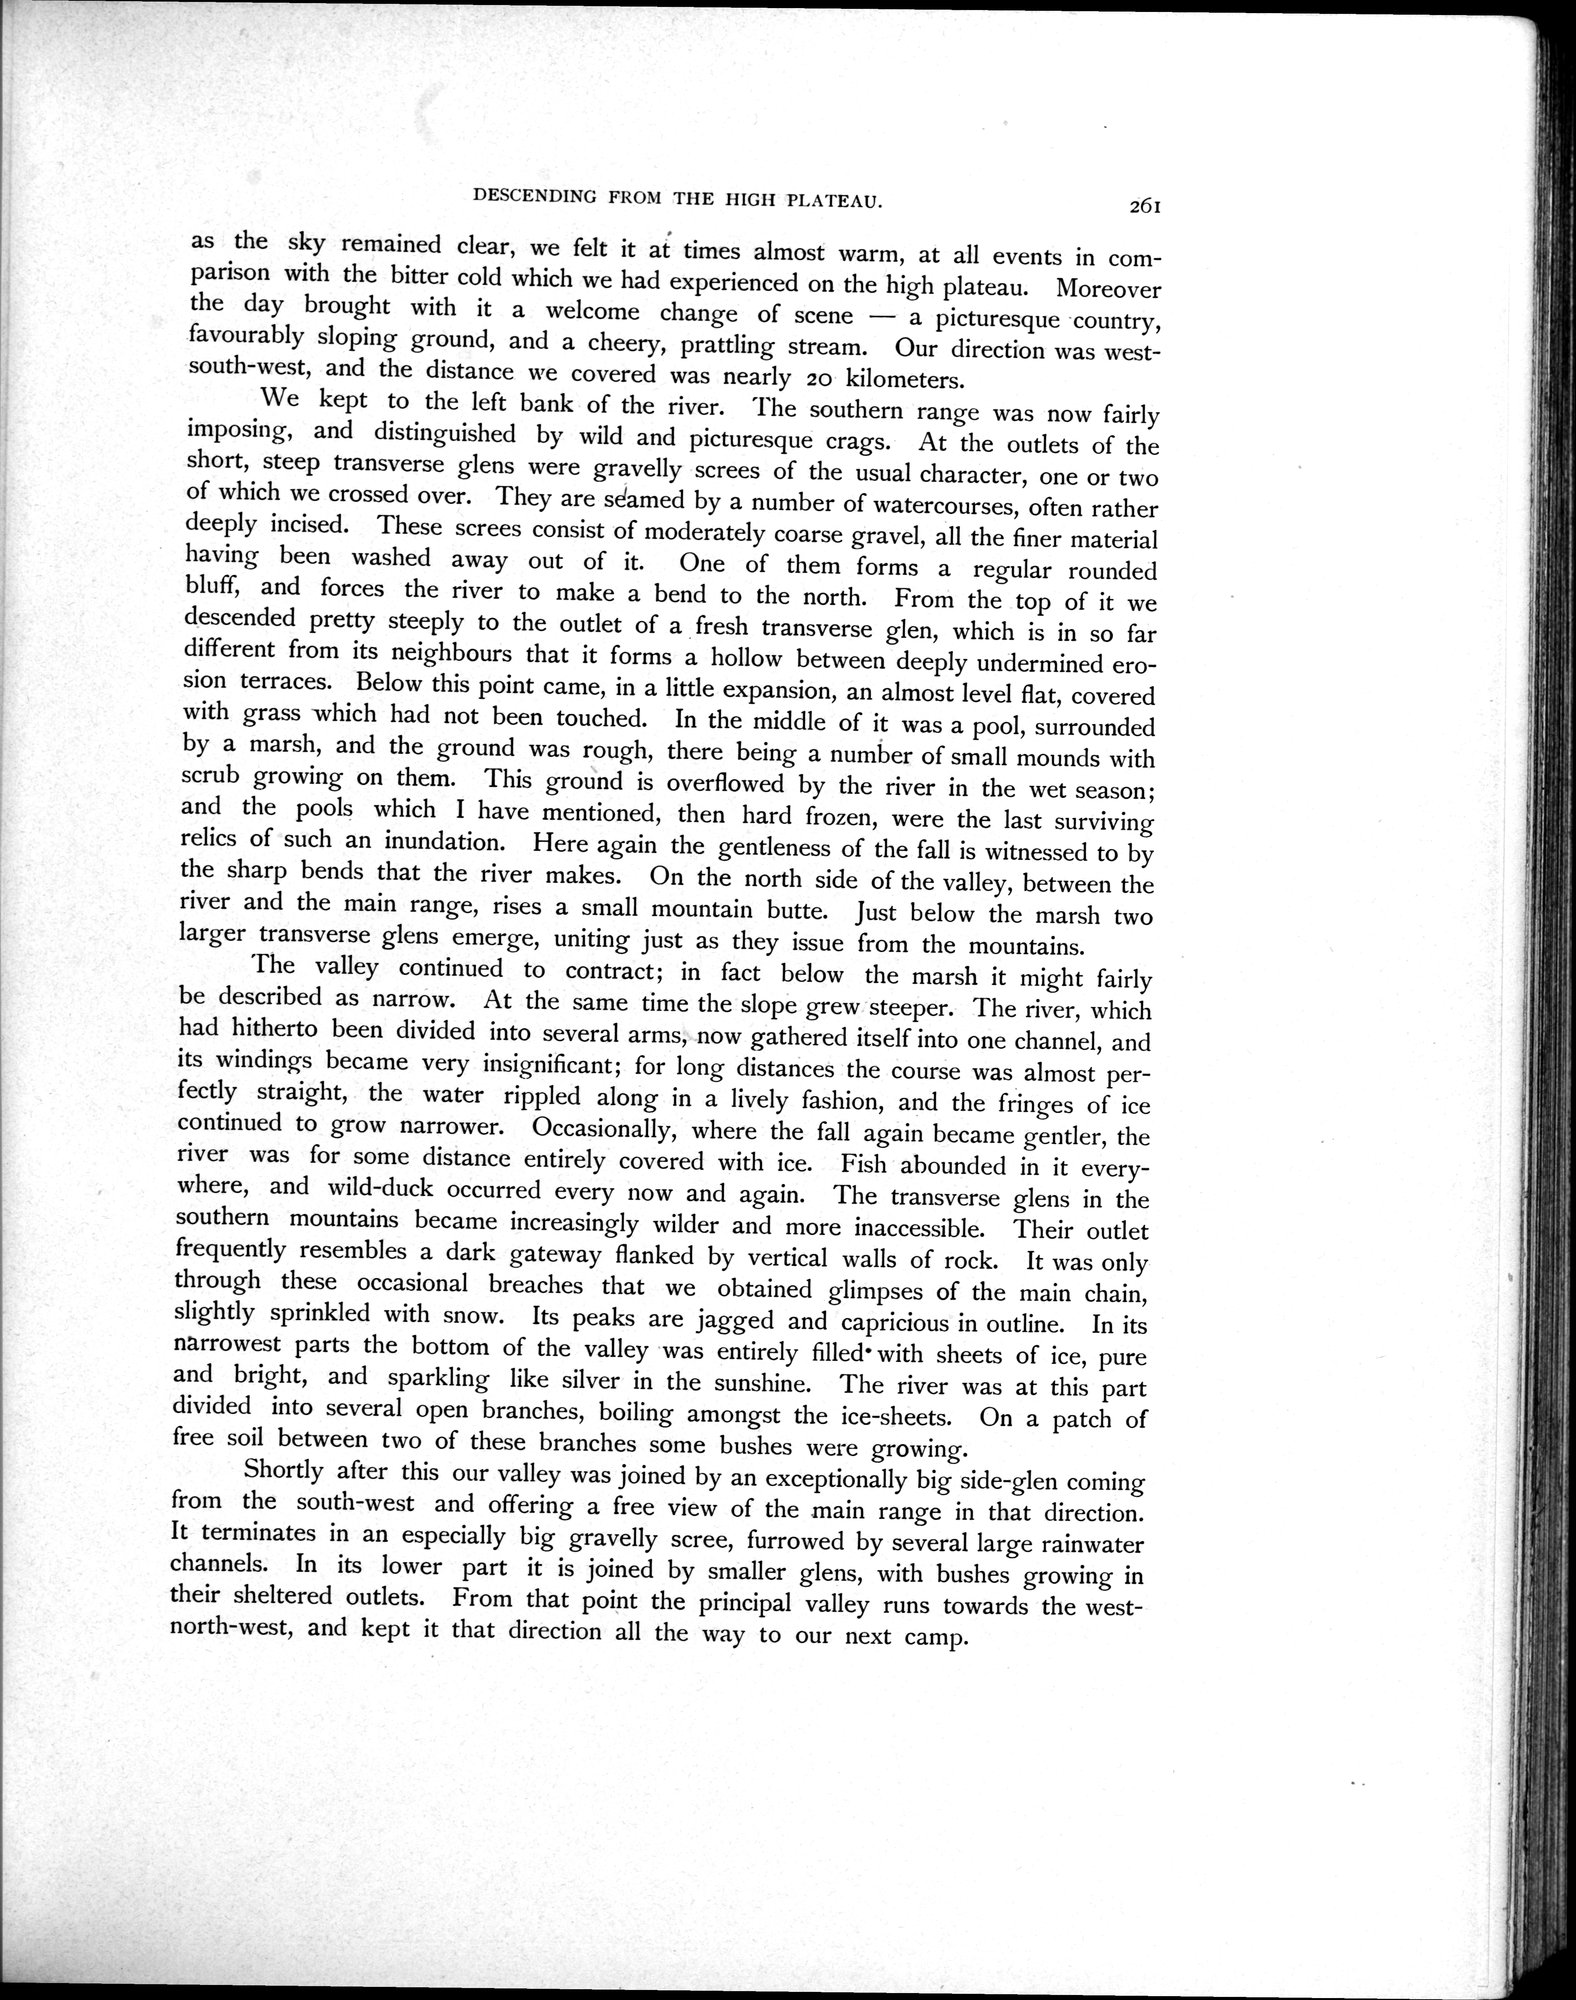 DESCENDING FROM THE HIGH PLATEAU. 261
as the sky remained clear, we felt it at times almost warm, at all events in com-
parison with the bitter cold which we had experienced on the high plateau. Moreover
the day brought with it a welcome change of scene — a picturesque country,
favourably sloping ground, and a cheery, prattling stream. Our direction was west-
south-west, and the distance we covered was nearly 20 kilometers.
We kept to the left bank of the river. The southern range was now fairly
imposing, and distinguished by wild and picturesque crags. At the outlets of the
short, steep transverse glens were gravelly screes of the usual character, one or two
of which we crossed over. They are seamed by a number of watercourses, often rather
deeply incised. These screes consist of moderately coarse gravel, all the finer material
having been washed away out of it. One of them forms a regular rounded
bluff, and forces the river to make a bend to the north. From the top of it we
descended pretty steeply to the outlet of a fresh transverse glen, which is in so far
different from its neighbours that it forms a hollow between deeply undermined ero-
sion terraces. Below this point came, in a little expansion, an almost level flat, covered
with grass which had not been touched. In the middle of it was a pool, surrounded
by a marsh, and the ground was rough, there being a number of small mounds with
scrub growing on them. This ground is overflowed by the river in the wet season;
and the pools which I have mentioned, then hard frozen, were the last surviving
relics of such an inundation. Here again the gentleness of the fall is witnessed to by
the sharp bends that the river makes. On the north side of the valley, between the
river and the main range, rises a small mountain butte. Just below the marsh two
larger transverse glens emerge, uniting just as they issue from the mountains.
The valley continued to contract; in fact below the marsh it might fairly
be described as narrow. At the same time the slope grew steeper. The river, which
had hitherto been divided into several arms, now gathered itself into one channel, and
its windings became very insignificant; for long distances the course was almost per-
fectly straight, the water rippled along in a lively fashion, and the fringes of ice
continued to grow narrower. Occasionally, where the fall again became gentler, the
river was for some distance entirely covered with ice. Fish abounded in it every-
where, and wild-duck occurred every now and again. The transverse glens in the
southern mountains became increasingly wilder and more inaccessible. Their outlet
frequently resembles a dark gateway flanked by vertical walls of rock. It was only
through these occasional breaches that we obtained glimpses of the main chain,
slightly sprinkled with snow. Its peaks are jagged and capricious in outline. In its
narrowest parts the bottom of the valley was entirely filled with sheets of ice, pure
and bright, and sparkling like silver in the sunshine. The river was at this part
divided into several open branches, boiling amongst the ice-sheets. On a patch of
free soil between two of these branches some bushes were growing.
Shortly after this our valley was joined by an exceptionally big side-glen coming
from the south-west and offering a free view of the main range in that direction.
It terminates in an especially big gravelly scree, furrowed by several large rainwater
channels. In its lower part it is joined by smaller glens, with bushes growing in
their sheltered outlets. From that point the principal valley runs towards the west-
north-west, and kept it that direction all the way to our next camp.